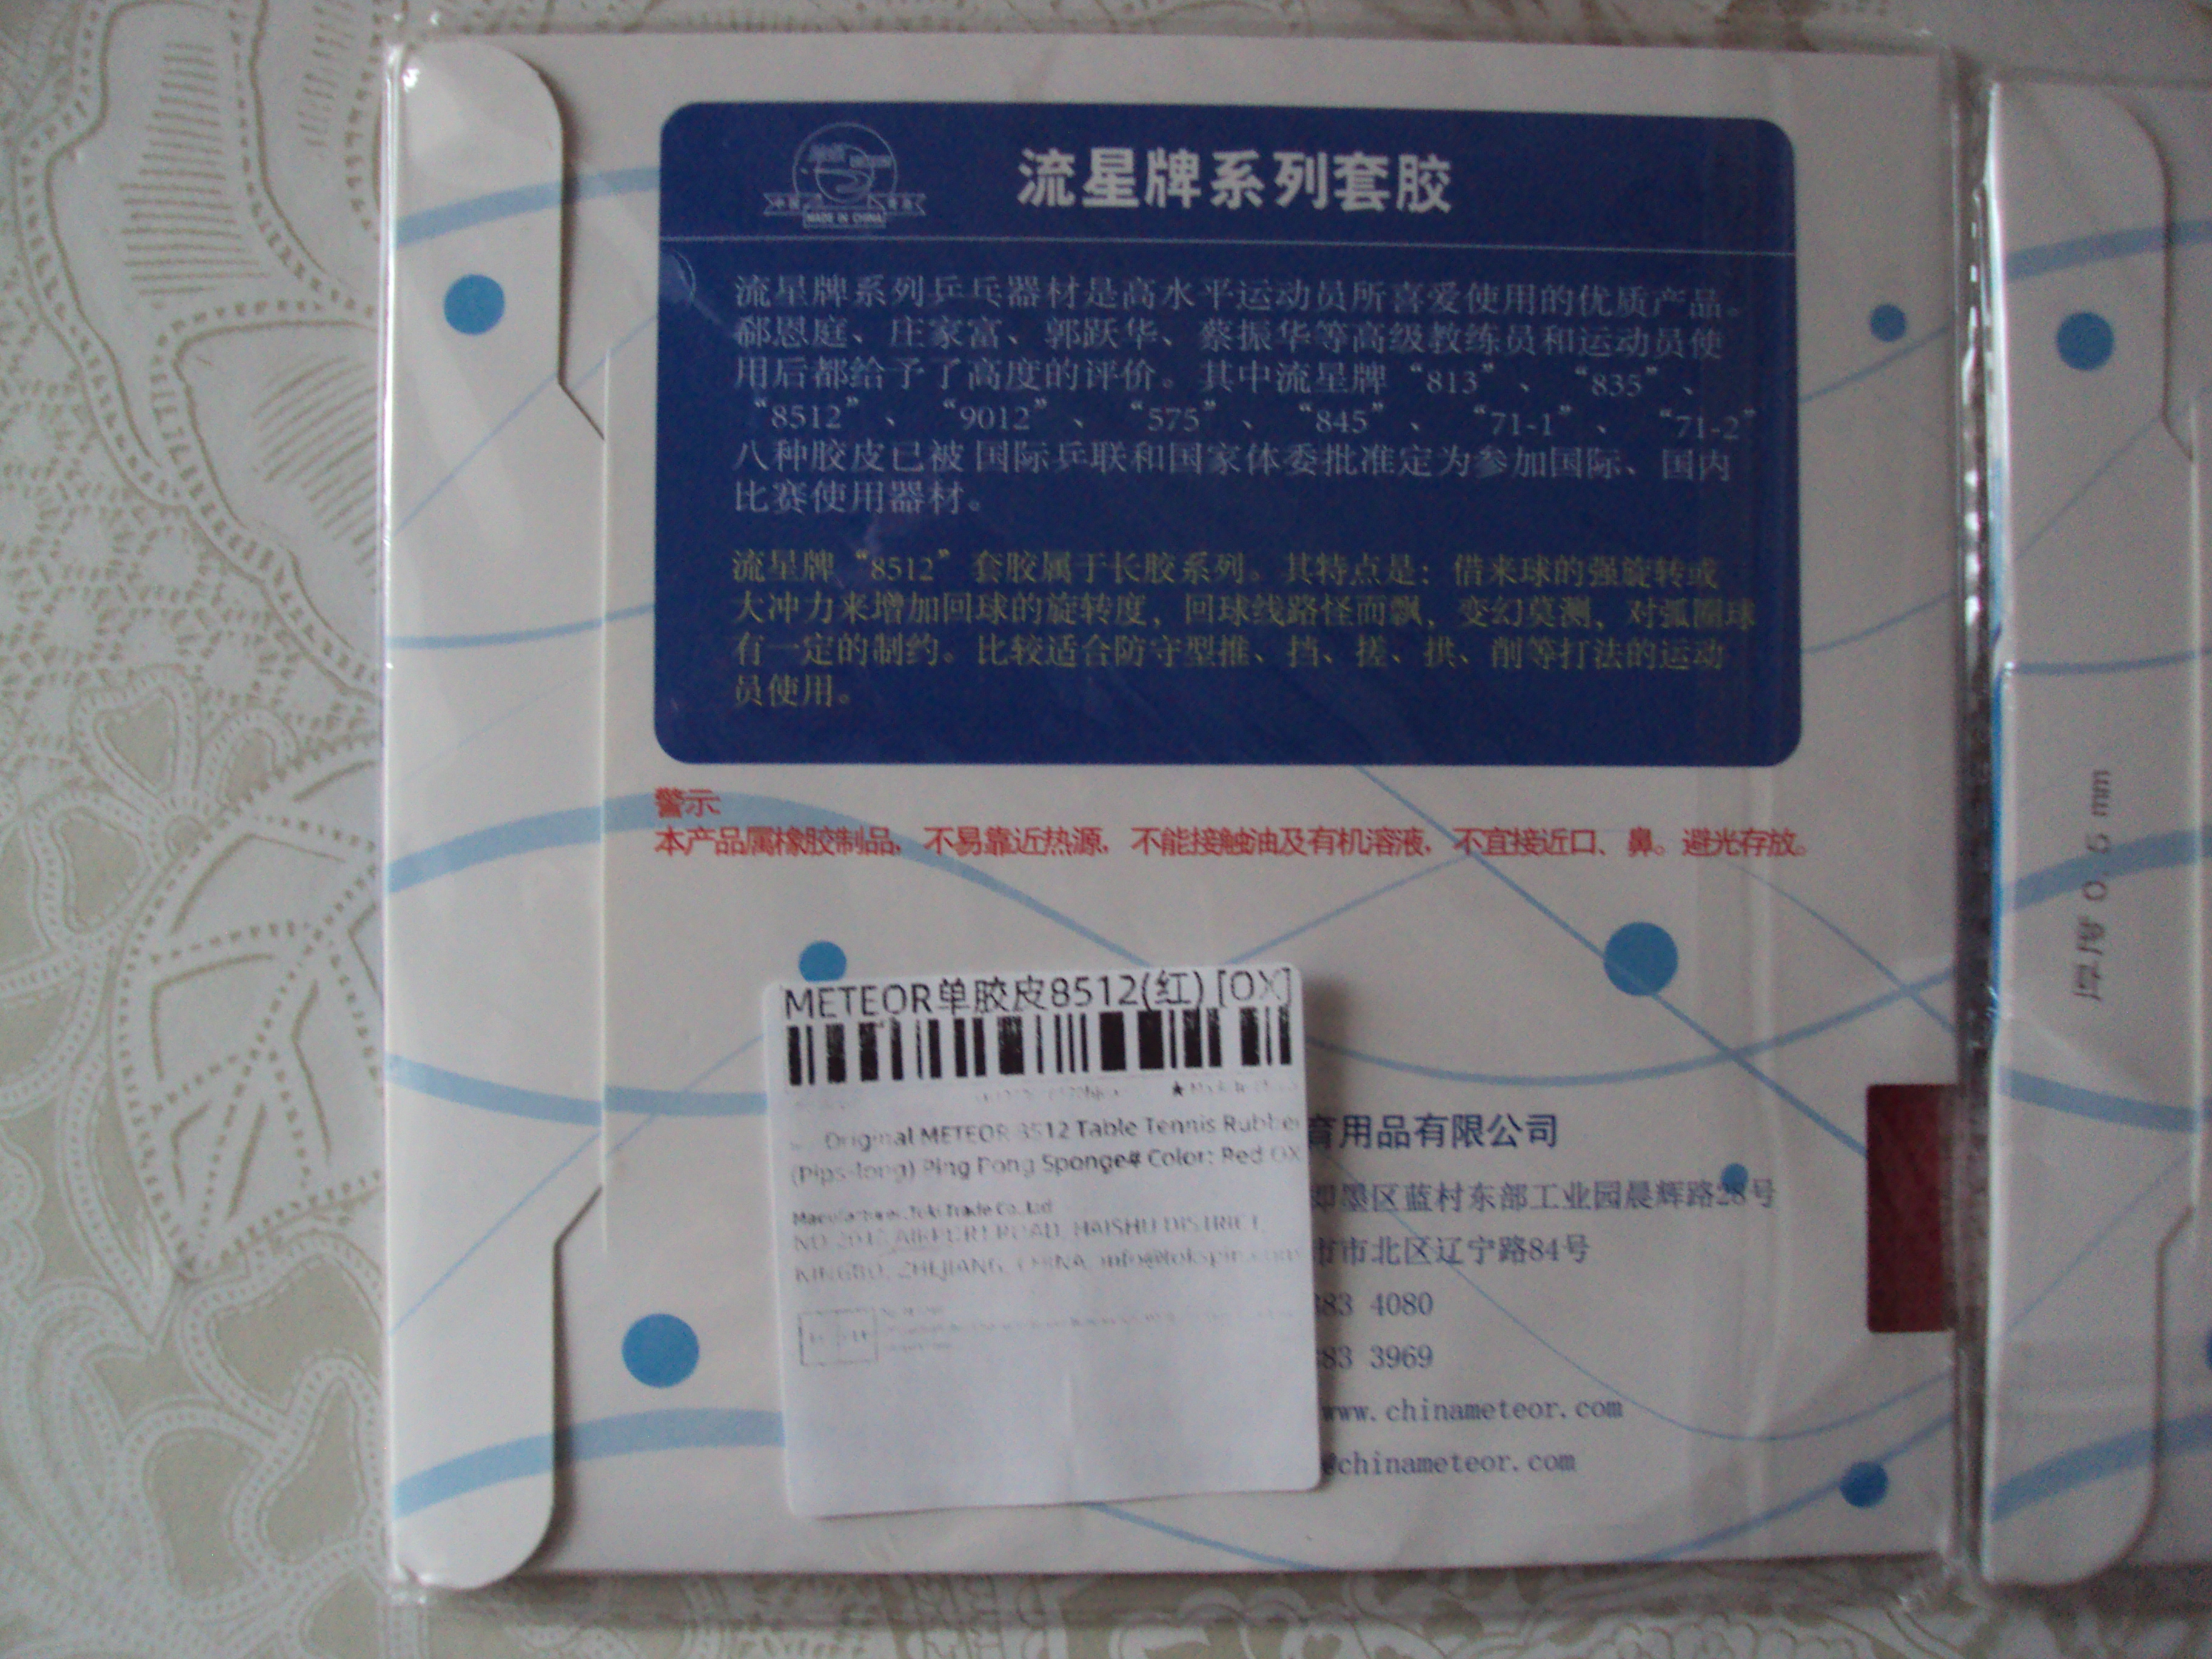 MADE IN CHINA
流星牌系列套胶
流星牌系列乒乓器材是高水平运动员所喜爱使用的优质产品。
郗恩庭、庄家富、郭跃华、蔡振华等高级教练员和运动员使
用后都给予了高度的评价。其中流星牌“813”、“835”、
“8512”、“9012”、“575”、“845”、“71-1”、“71-2”
八种胶皮已被国际乒联和国家体委批准定为参加国际、国内
比赛使用器材。
流星牌“8512”套胶属于长胶系列。其特点是：借来球的强旋转或
大冲力来增加回球的旋转度，回球线路怪而飘，变幻莫测，对弧圈球
有一定的制约。比较适合防守型推、挡、搓、拱、削等打法的运动
员使用。
警示:
本产品属橡胶制品，不易靠近热源，不能接触油及有机溶液，不宜接近口、鼻。避光存放。
METEOR单胶皮8512(红) [OX]
Original METEOR 8512 Table Tennis Rubber
(Pips-long) Ping Pong Sponge# Color: Red OX
Manufacturer Toki Trade Co., Ltd
AIRPORT ROAD, HAISHU DISTRICT,
ZHEJIANG, CHINA, info@tokspin.com
育用品有限公司
即墨区蓝村东部工业园晨辉路28号
市市北区辽宁路84号
83 4080
83 3969
www.chinameteor.com
@chinameteor.com
厚度 0.5 mm